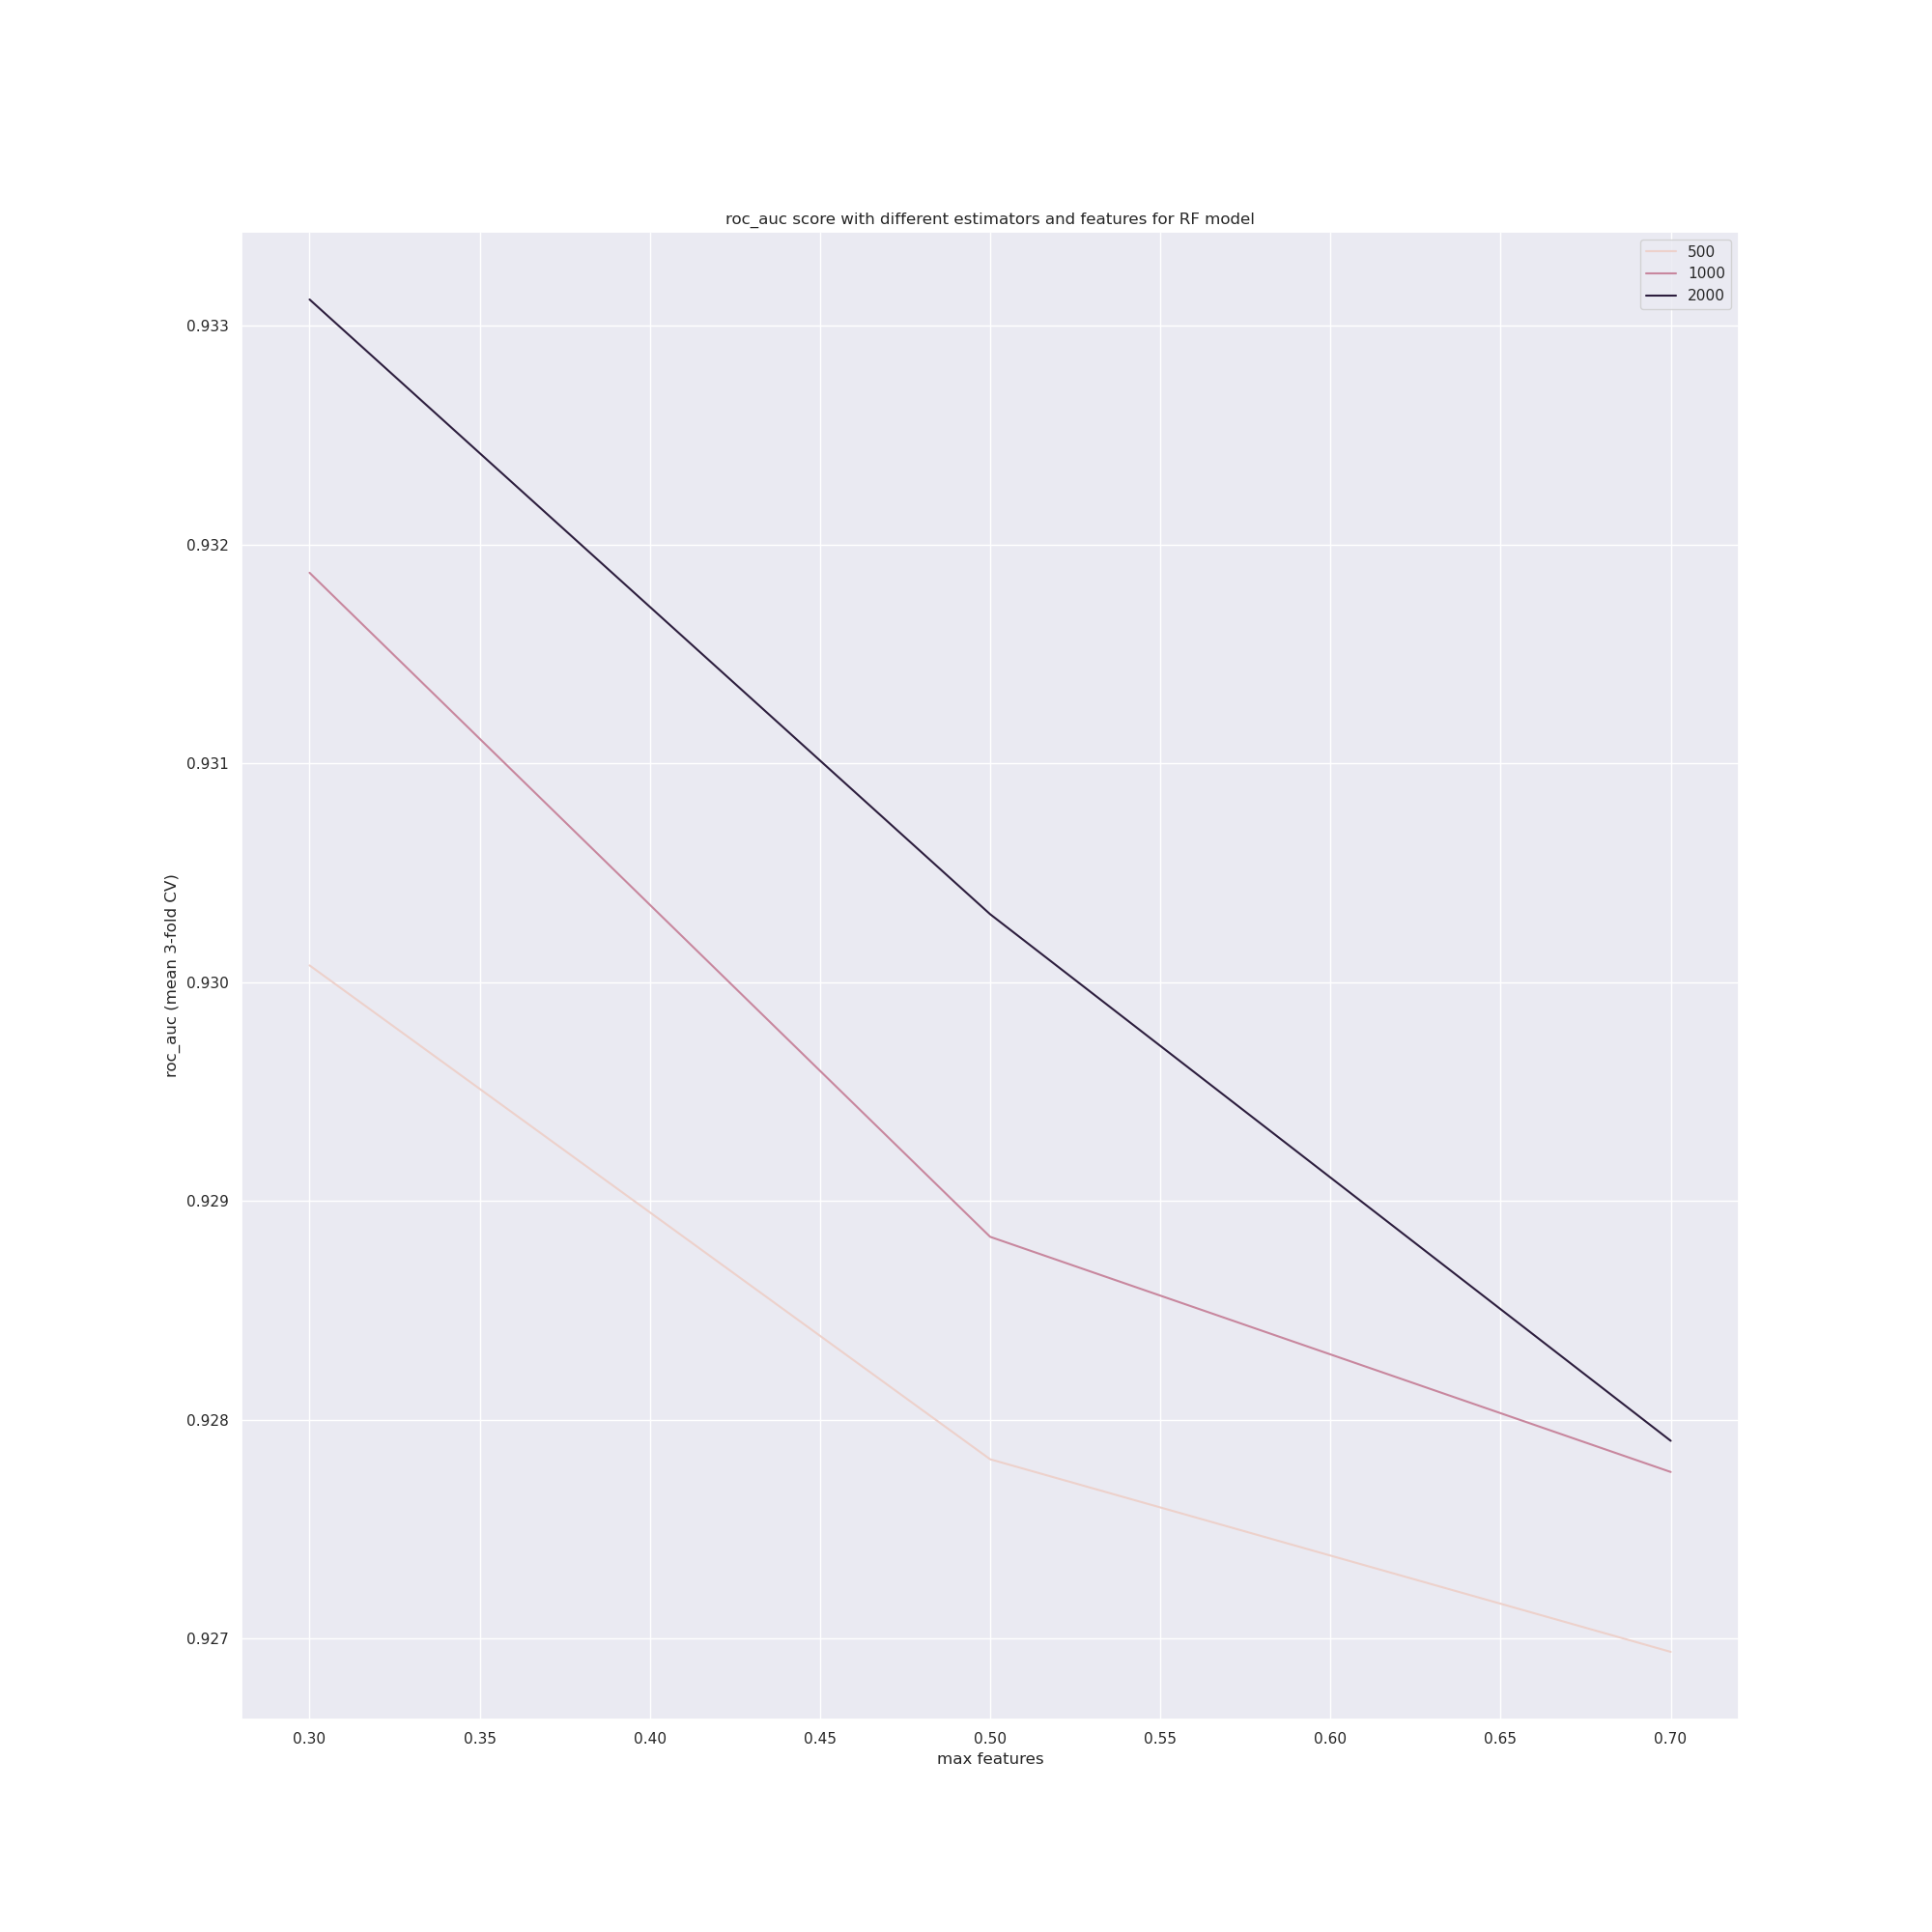 roc_auc score with different estimators and features for RF model
500
1000
2000
0.933
0.932
0.931
0.930
0.929
0.928
0.927
roc_auc (mean 3-fold CV)
0.30 0.35 0.40 0.45 0.50 0.55 0.60 0.65 0.70
max features